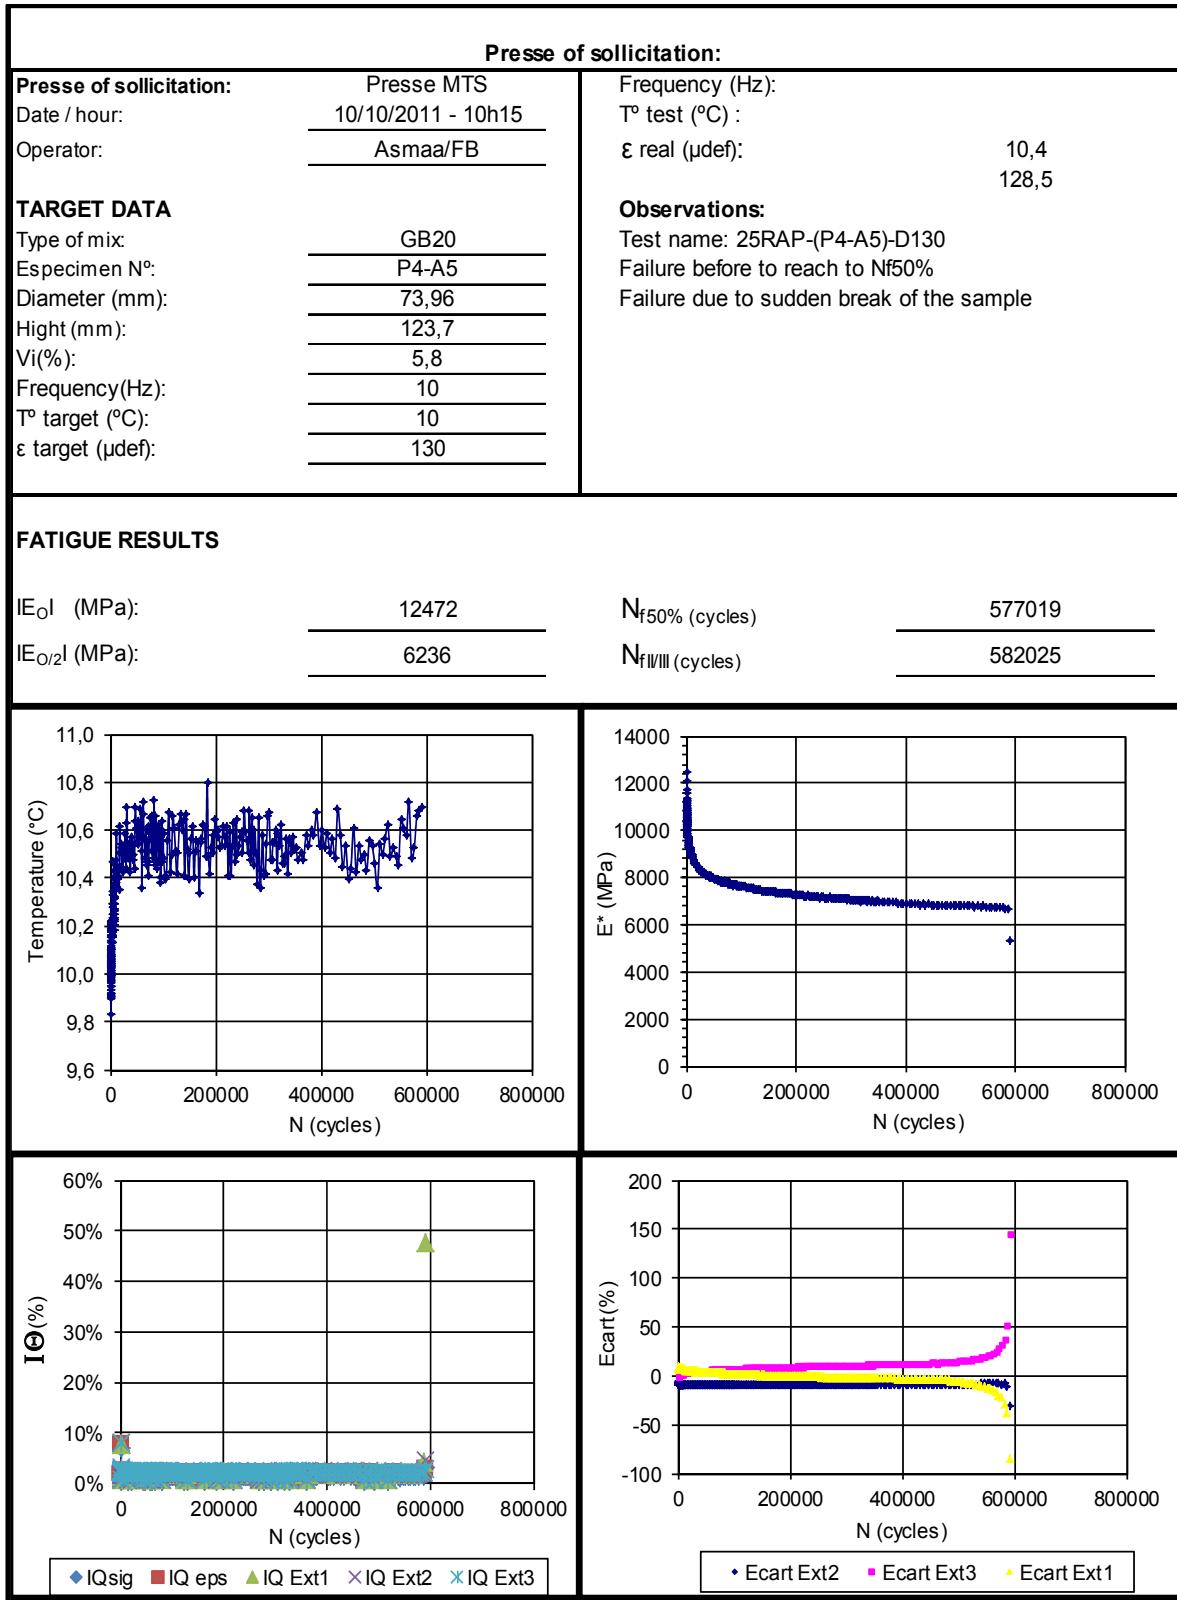 Presse of sollicitation:
Presse of sollicitation: Presse MTS
Date / hour: 10/10/2011 - 10h15
Operator: Asmaa/FB
Frequency (Hz):
Tº test (ºC) :
ε real (µdef): 10,4
128,5
TARGET DATA
Type of mix: GB20
Especimen Nº: P4-A5
Diameter (mm): 73,96
Hight (mm): 123,7
Vi(%): 5,8
Frequency(Hz): 10
Tº target (ºC): 10
ε target (µdef): 130
Observations:
Test name: 25RAP-(P4-A5)-D130
Failure before to reach to Nf50%
Failure due to sudden break of the sample
FATIGUE RESULTS
IE_O I (MPa): 12472 N_f50% (cycles) 577019
IE_O/2 I (MPa): 6236 N_fII/III (cycles) 582025
11,0
10,8
10,6
10,4
10,2
10,0
9,8
9,6
Temperature (°C)
0 200000 400000 600000 800000
N (cycles)
14000
12000
10000
8000
6000
4000
2000
0
E* (MPa)
0 200000 400000 600000 800000
N (cycles)
60%
50%
40%
30%
20%
10%
0%
IΘ(%)
0 200000 400000 600000 800000
N (cycles)
IQsig IQ eps IQ Ext1 IQ Ext2 IQ Ext3
200
150
100
50
0
-50
-100
Ecart(%)
0 200000 400000 600000 800000
N (cycles)
Ecart Ext2 Ecart Ext3 Ecart Ext1